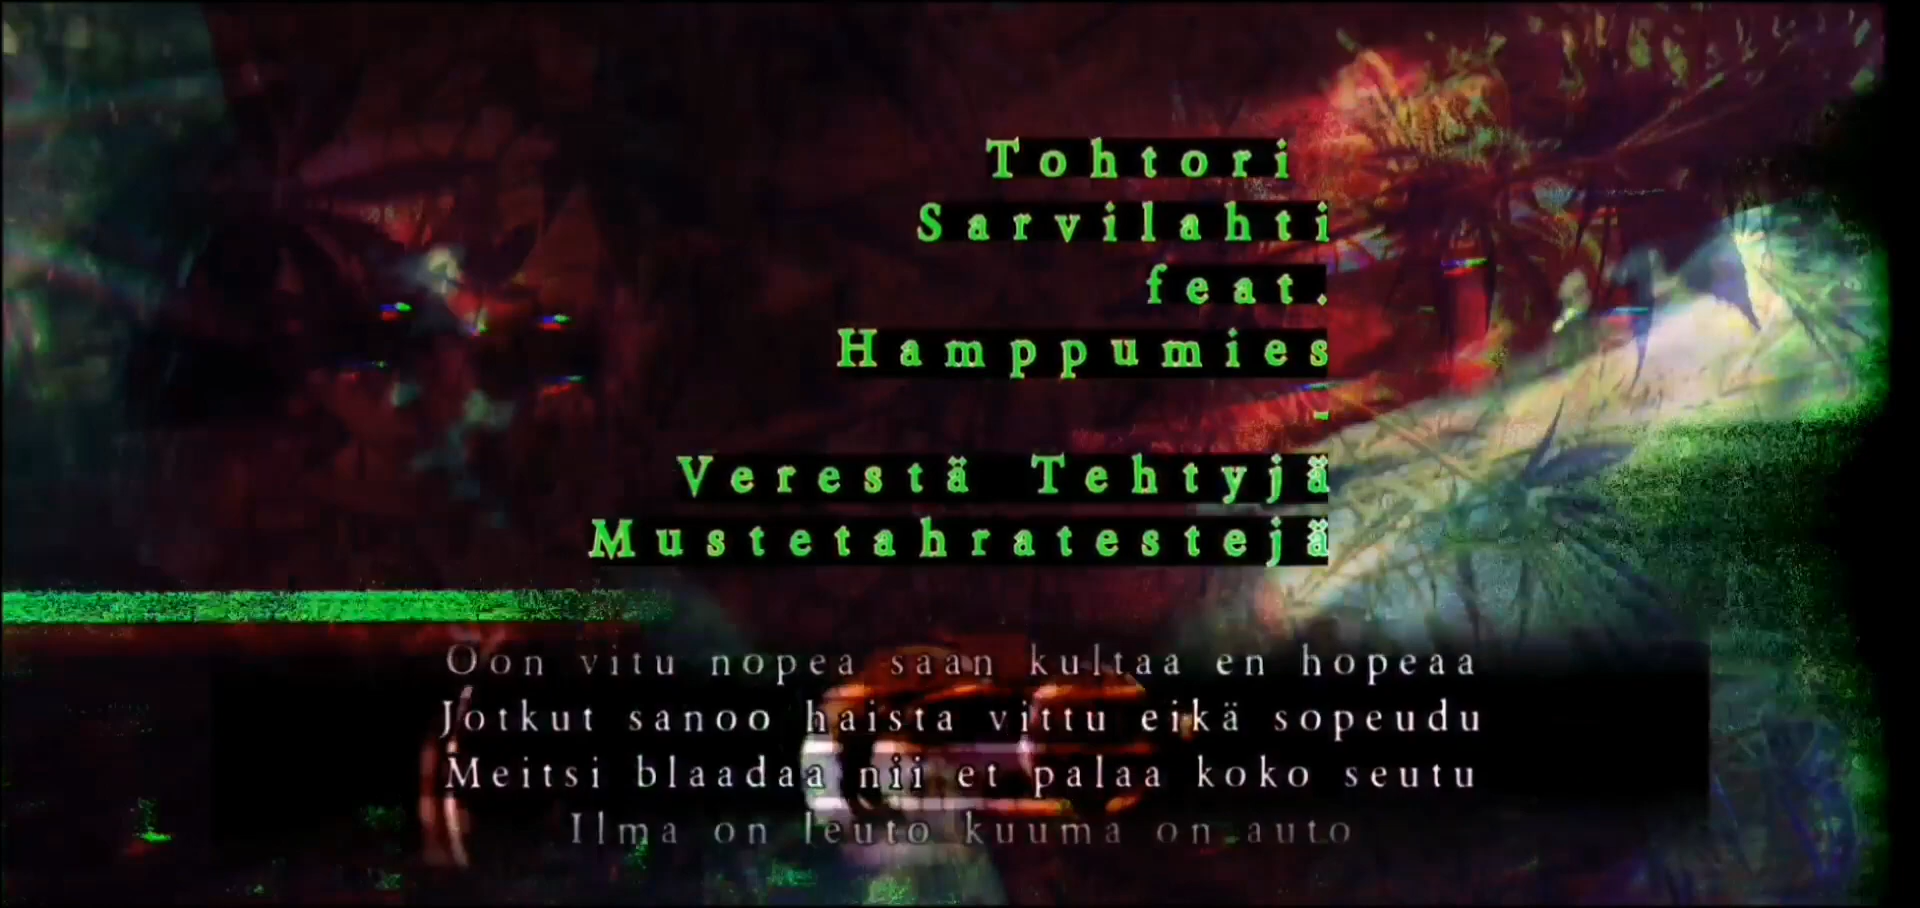 Tohtori
Sarvilahti
feat.
Hamppumies
-
Verestä Tehtyjä
Mustetahratestejä
Oon vitu nopea saan kultaa en hopeaa
Jotkut sanoo haista vittu eikä sopeudu
Meitsi blaadaa nii et palaa koko seutu
Ilma on leuto kuuma on auto